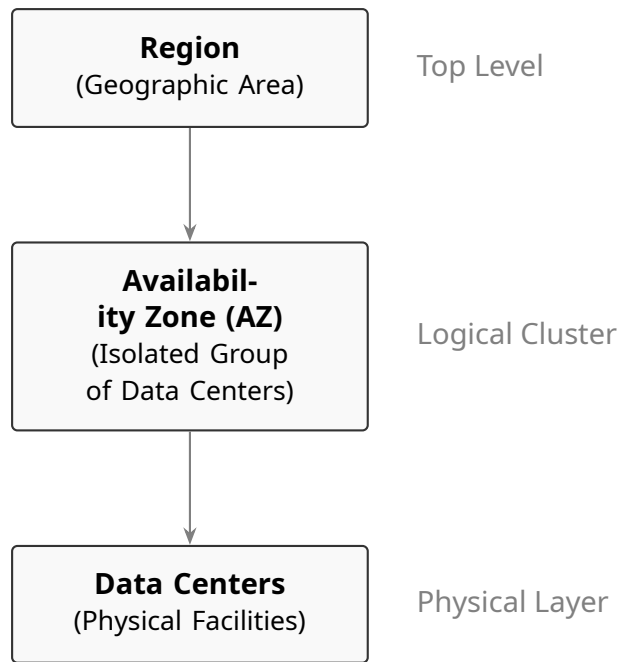 Region
(Geographic Area)
Top Level
Availabil-
ity Zone (AZ)
(Isolated Group
of Data Centers)
Logical Cluster
Data Centers
(Physical Facilities)
Physical Layer